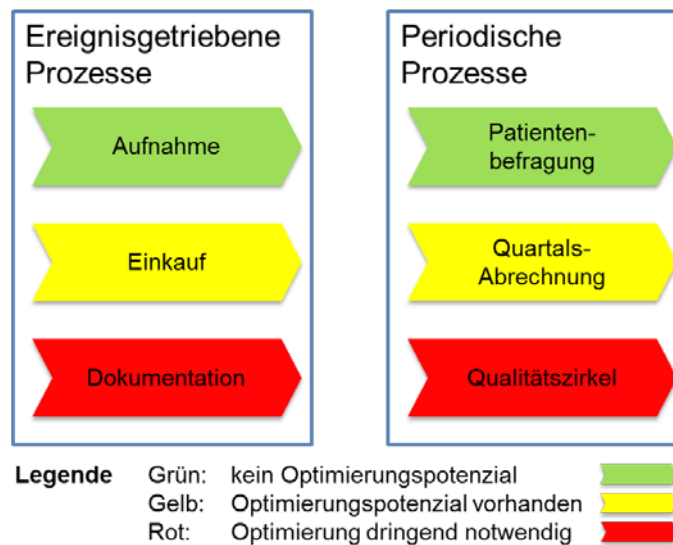 Ereignisgetriebene
Prozesse
Aufnahme
Einkauf
Dokumentation
Periodische
Prozesse
Patienten-
befragung
Quartals-
Abrechnung
Qualitätszirkel
Legende Grün: kein Optimierungspotenzial
Gelb: Optimierungspotenzial vorhanden
Rot: Optimierung dringend notwendig